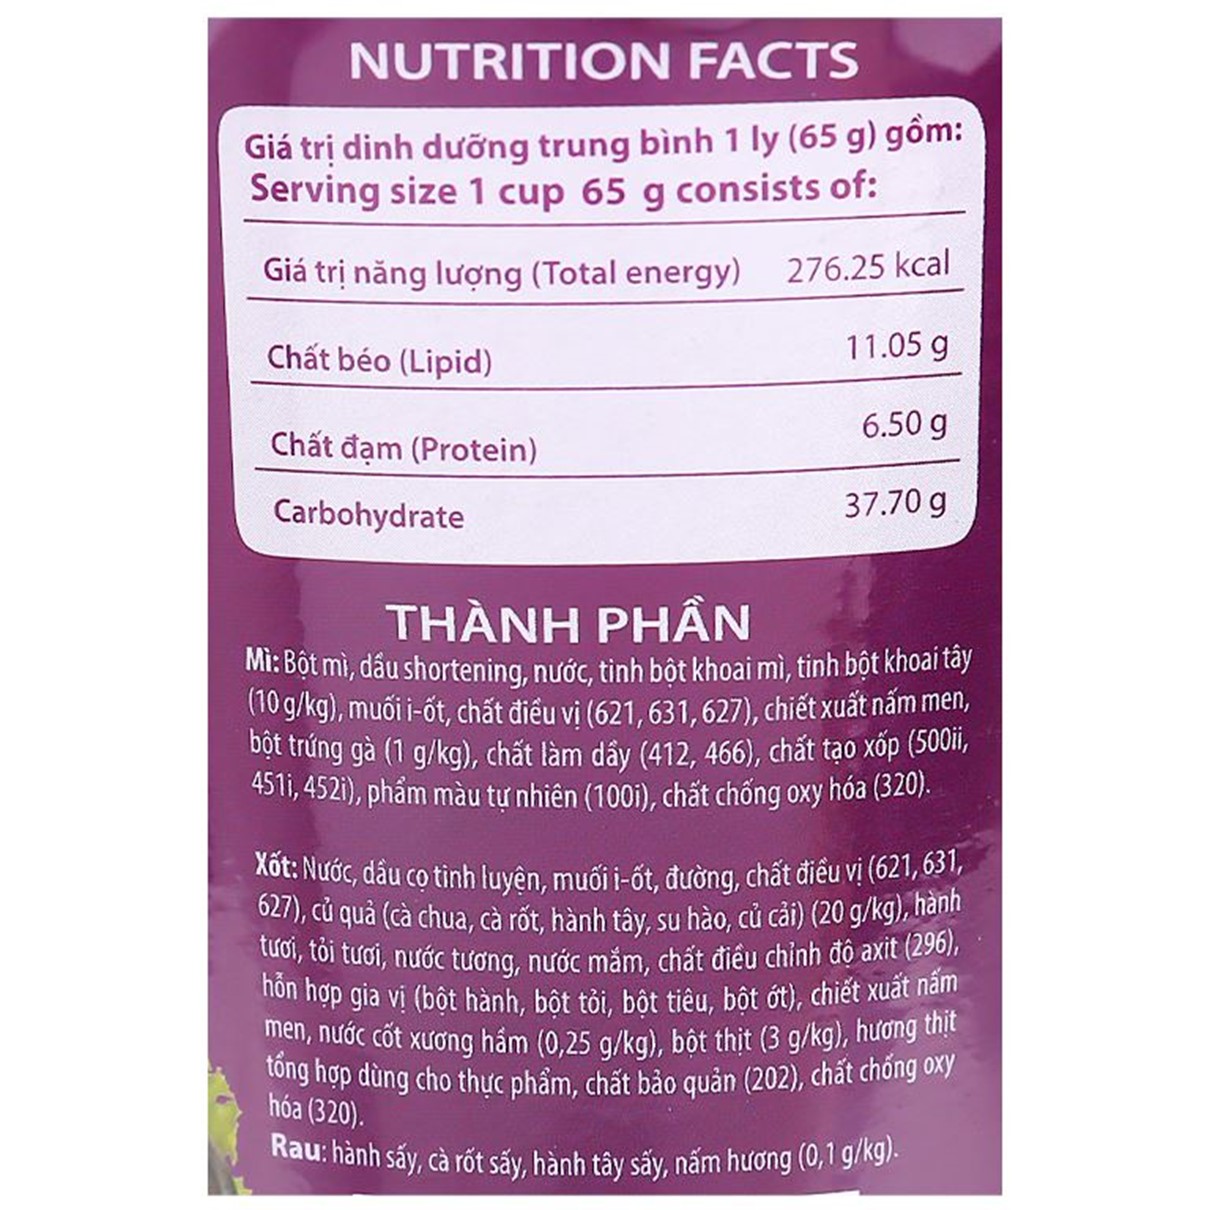 NUTRITION FACTS
Giá trị dinh dưỡng trung bình 1 ly (65 g) gồm:
Serving size 1 cup 65 g consists of:
Giá trị năng lượng (Total energy) 276.25 kcal
Chất béo (Lipid) 11.05 g
Chất đạm (Protein) 6.50 g
Carbohydrate 37.70 g
THÀNH PHẦN
Mì: Bột mì, dầu shortening, nước, tinh bột khoai mì, tinh bột khoai tây
(10 g/kg), muối i-ốt, chất điều vị (621, 631, 627), chiết xuất nấm men,
bột trứng gà (1 g/kg), chất làm dầy (412, 466), chất tạo xốp (500ii,
451i, 452i), phẩm màu tự nhiên (100i), chất chống oxy hóa (320).
Xốt: Nước, dầu cọ tinh luyện, muối i-ốt, đường, chất điều vị (621, 631,
627), củ quả (cà chua, cà rốt, hành tây, su hào, củ cải) (20 g/kg), hành
tươi, tỏi tươi, nước tương, nước mắm, chất điều chỉnh độ axit (296),
hỗn hợp gia vị (bột hành, bột tỏi, bột tiêu, bột ớt), chiết xuất nấm
men, nước cốt xương hầm (0,25 g/kg), bột thịt (3 g/kg), hương thịt
tổng hợp dùng cho thực phẩm, chất bảo quản (202), chất chống oxy
hóa (320).
Rau: hành sấy, cà rốt sấy, hành tây sấy, nấm hương (0,1 g/kg).